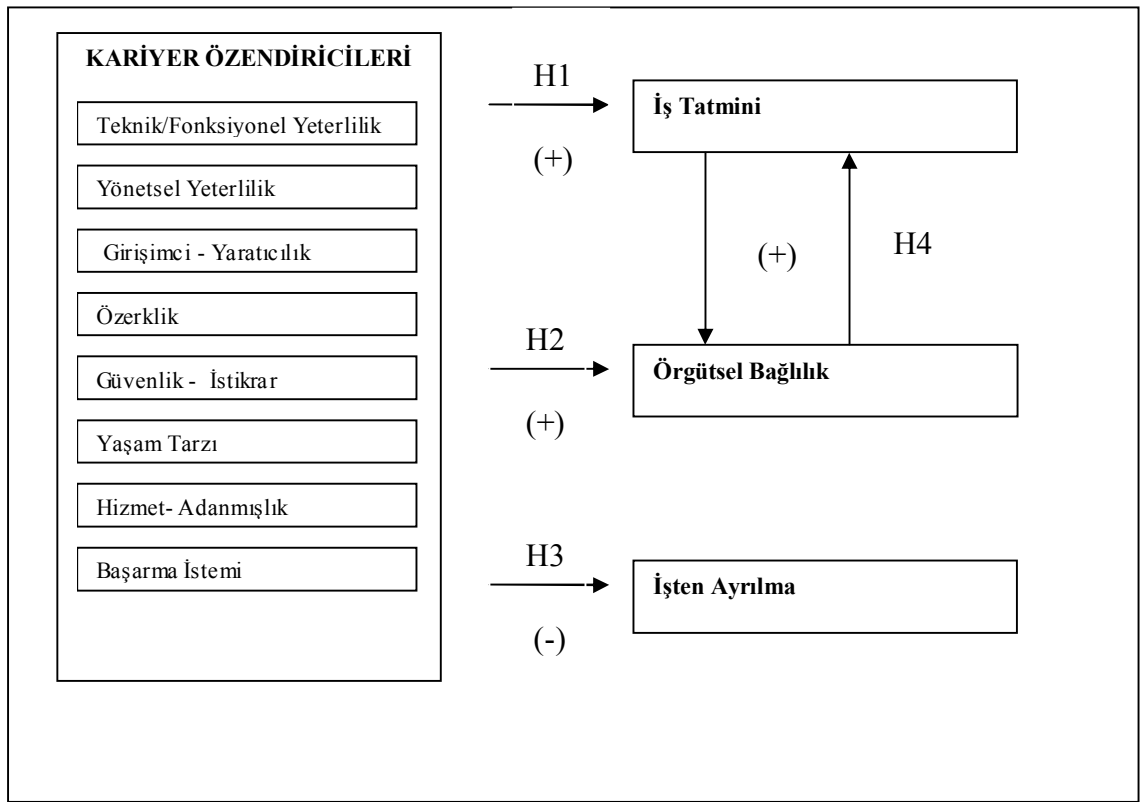 KARİYER ÖZENDİRİCİLERİ
Teknik/Fonksiyonel Yeterlilik
Yönetsel Yeterlilik
Girişimci - Yaratıcılık
Özerklik
Güvenlik - İstikrar
Yaşam Tarzı
Hizmet- Adanmışlık
Başarma İstemi
H1
(+)
İş Tatmini
(+)
H4
H2
(+)
Örgütsel Bağlılık
H3
(-)
İşten Ayrılma